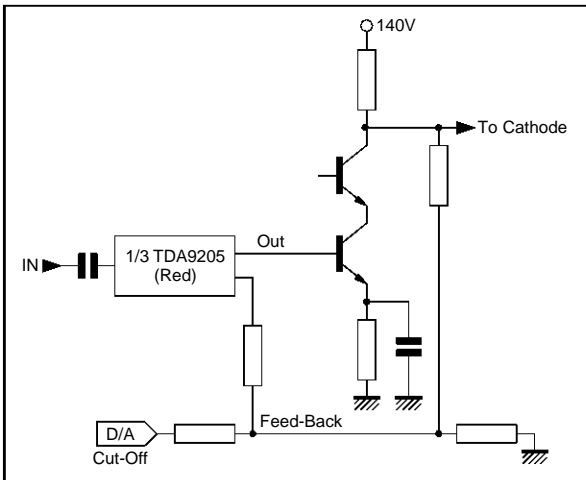 140V
To Cathode
Out
IN
1/3 TDA9205
(Red)
Feed-Back
D/A
Cut-Off